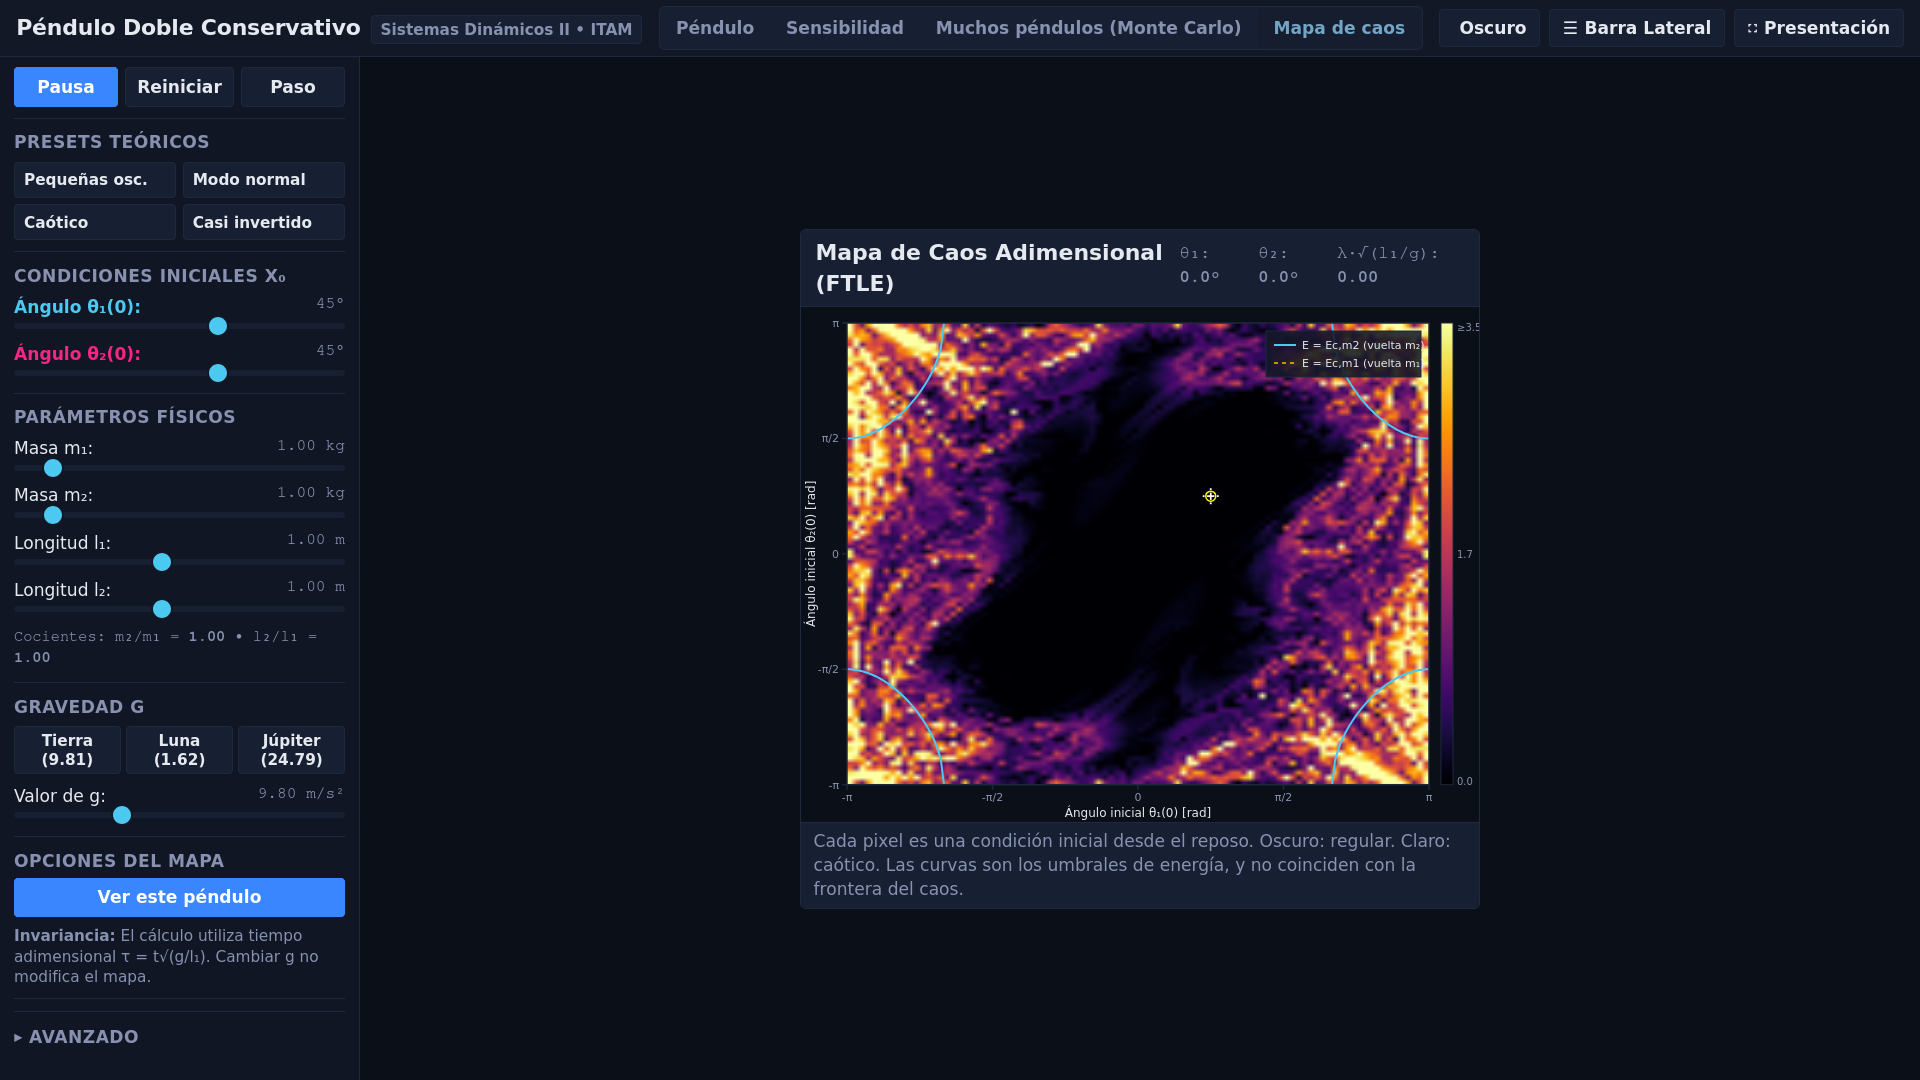 Péndulo Doble Conservativo
Sistemas Dinámicos II • ITAM
Péndulo
Sensibilidad
Muchos péndulos (Monte Carlo)
Mapa de caos
Oscuro
☰ Barra Lateral
⛶ Presentación
Pausa
Reiniciar
Paso
PRESETS TEÓRICOS
Pequeñas osc.
Modo normal
Caótico
Casi invertido
CONDICIONES INICIALES X₀
Ángulo θ₁(0): 45°
Ángulo θ₂(0): 45°
PARÁMETROS FÍSICOS
Masa m₁: 1.00 kg
Masa m₂: 1.00 kg
Longitud l₁: 1.00 m
Longitud l₂: 1.00 m
Cocientes: m₂/m₁ = 1.00 • l₂/l₁ =
1.00
GRAVEDAD G
Tierra
(9.81)
Luna
(1.62)
Júpiter
(24.79)
Valor de g: 9.80 m/s²
OPCIONES DEL MAPA
Ver este péndulo
Invariancia: El cálculo utiliza tiempo
adimensional τ = t√(g/l₁). Cambiar g no
modifica el mapa.
▸ AVANZADO
Mapa de Caos Adimensional
(FTLE)
θ₁:
0.0°
θ₂:
0.0°
λ·√(l₁/g):
0.00
E = Ec,m2 (vuelta m₂)
E = Ec,m1 (vuelta m₁)
≥3.5
1.7
0.0
π
π/2
0
-π/2
-π
Ángulo inicial θ₂(0) [rad]
-π
-π/2
0
π/2
π
Ángulo inicial θ₁(0) [rad]
Cada pixel es una condición inicial desde el reposo. Oscuro: regular. Claro:
caótico. Las curvas son los umbrales de energía, y no coinciden con la
frontera del caos.